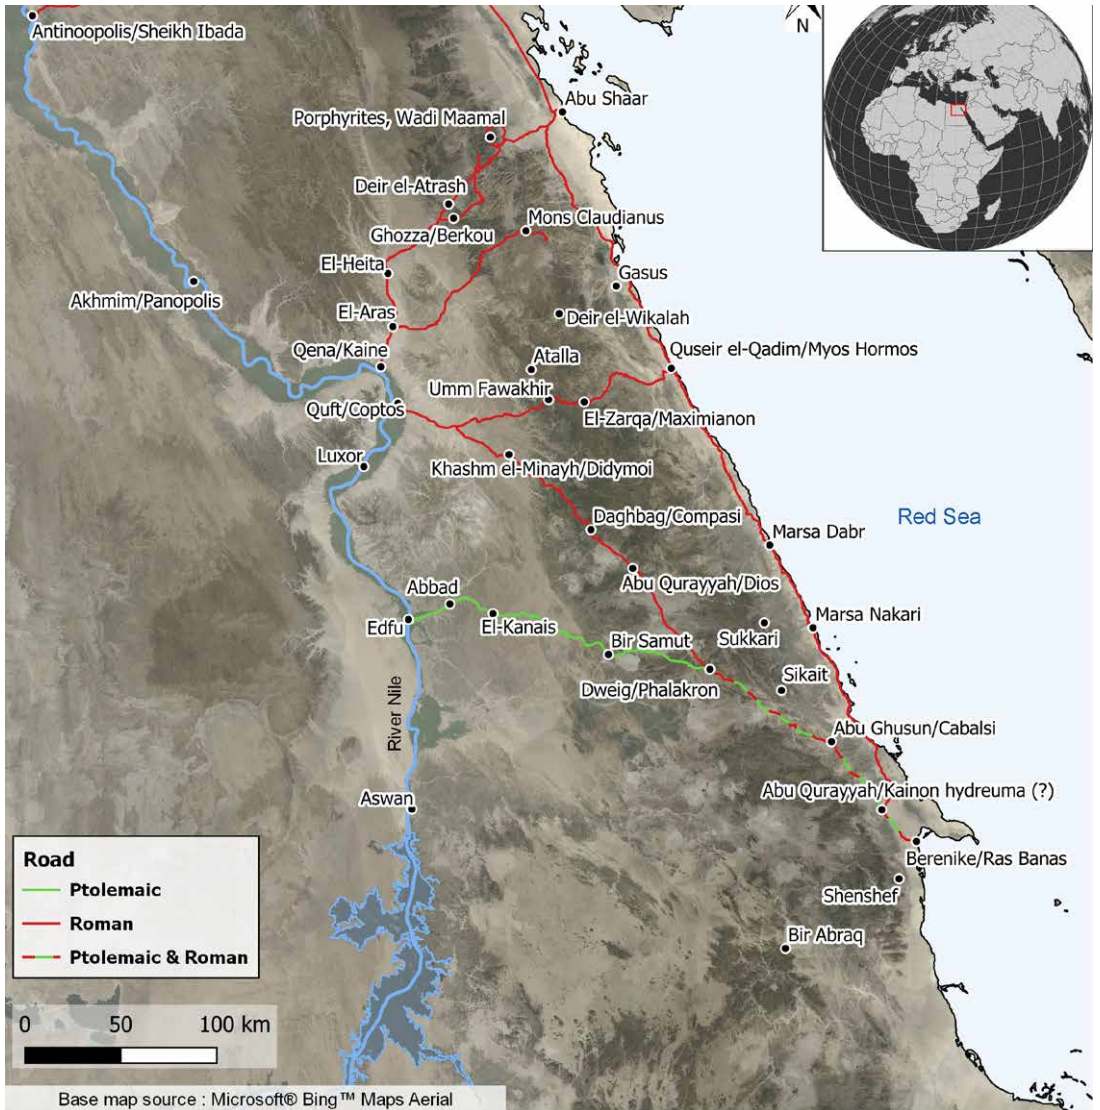 N
Antinoopolis/Sheikh Ibada
Abu Shaar
Porphyrites, Wadi Maamal
Deir el-Atrash
Mons Claudianus
Ghozza/Berkou
El-Heita
Gasus
Akhmim/Panopolis
El-Aras
Deir el-Wikalah
Qena/Kaine
Atalla
Quseir el-Qadim/Myos Hormos
Umm Fawakhir
Quft/Coptos
El-Zarqa/Maximianon
Luxor
Khashm el-Minayh/Didymoi
Daghbag/Compasi
Red Sea
Marsa Dabr
Abu Qurayyah/Dios
Abbad
Edfu
El-Kanais
Marsa Nakari
Sukkari
Bir Samut
Sikait
Dweig/Phalakron
River Nile
Abu Ghusun/Cabalsi
Abu Qurayyah/Kainon hydreuma (?)
Aswan
Berenike/Ras Banas
Shenshef
Bir Abraq
Road
Ptolemaic
Roman
Ptolemaic & Roman
0 50 100 km
Base map source : Microsoft® Bing™ Maps Aerial